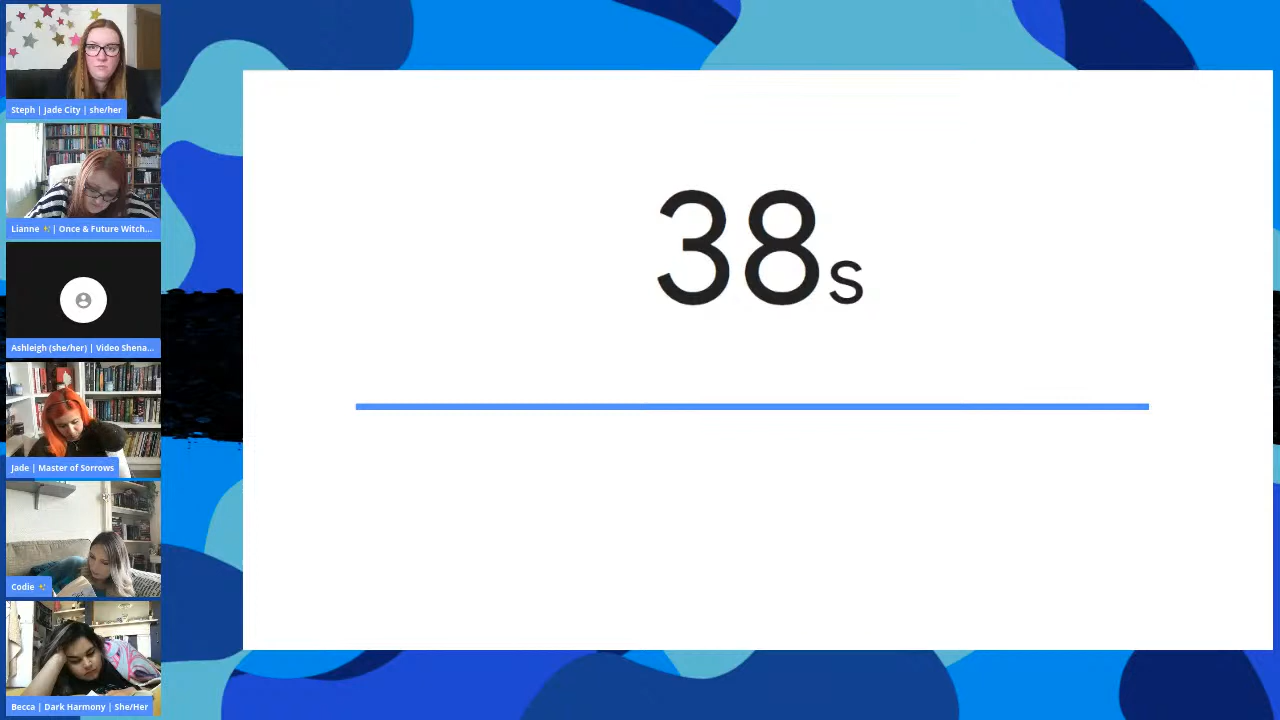 Steph | Jade City | she/her
Lianne ✨ | Once & Future Witch...
Ashleigh (she/her) | Video Shena...
Jade | Master of Sorrows
Codie ✨
Becca | Dark Harmony | She/Her
38s